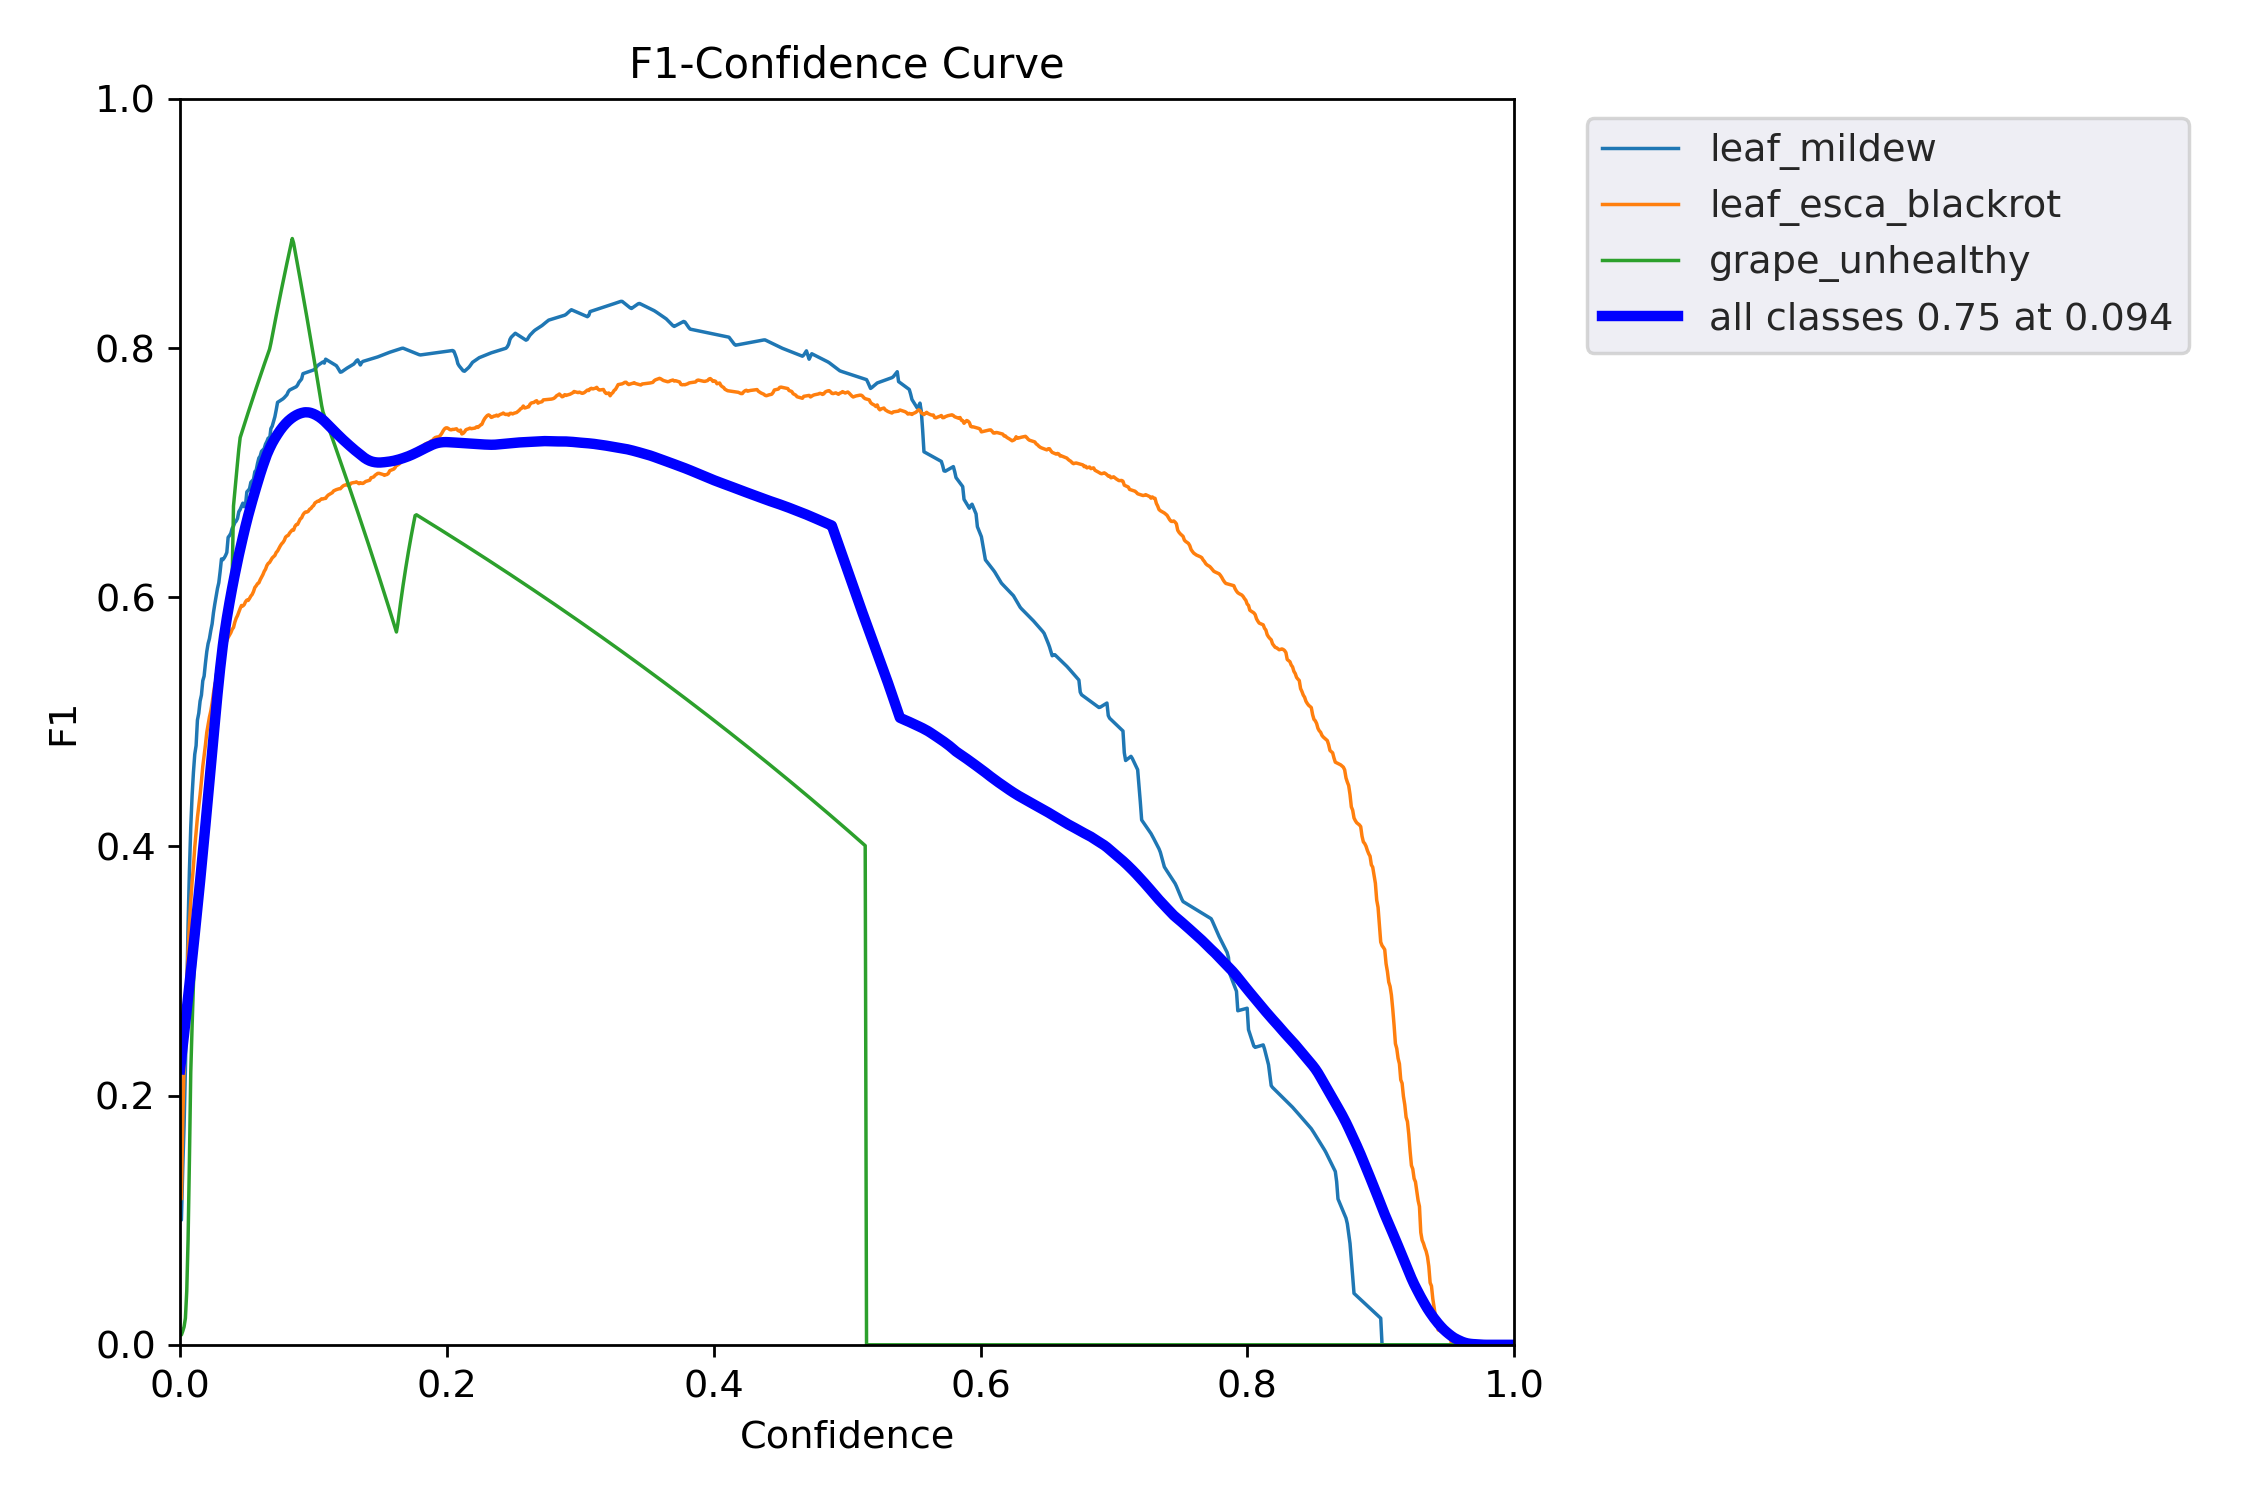 F1-Confidence Curve
1.0
0.8
0.6
0.4
0.2
0.0
F1
0.0 0.2 0.4 0.6 0.8 1.0
Confidence
leaf_mildew
leaf_esca_blackrot
grape_unhealthy
all classes 0.75 at 0.094